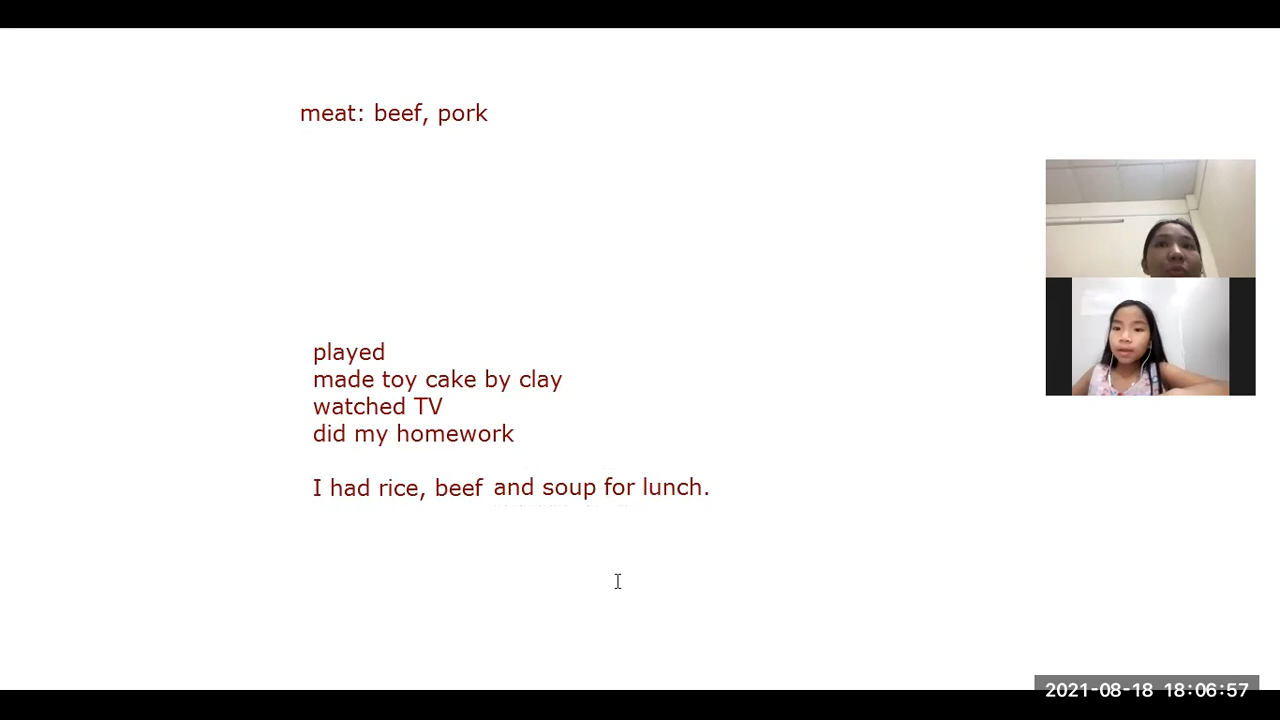 meat: beef, pork
played
made toy cake by clay
watched TV
did my homework
I had rice, beef and soup for lunch.
2021-08-18 18:06:57